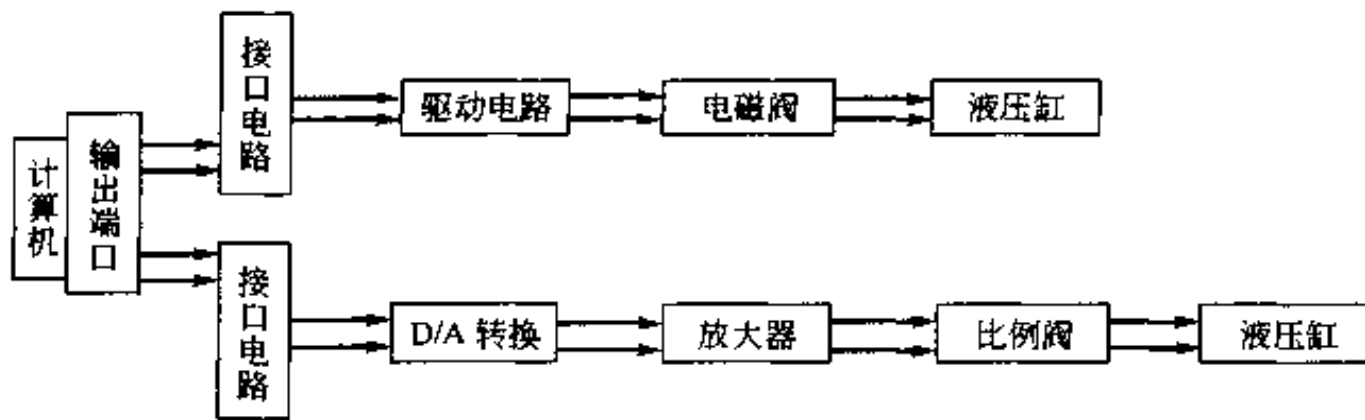 计算机
输出端口
接口电路
驱动电路
电磁阀
液压缸
接口电路
D/A 转换
放大器
比例阀
液压缸